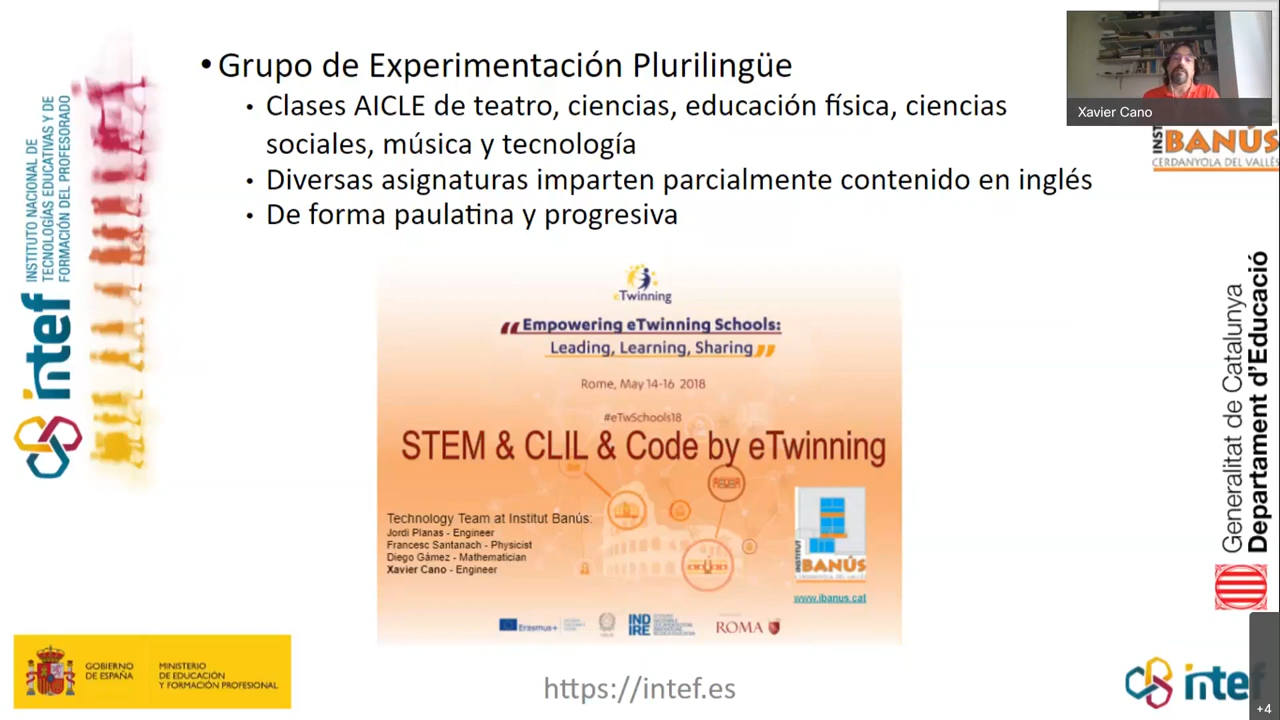 • Grupo de Experimentación Plurilingüe
• Clases AICLE de teatro, ciencias, educación física, ciencias
sociales, música y tecnología
• Diversas asignaturas imparten parcialmente contenido en inglés
• De forma paulatina y progresiva
Xavier Cano
INST
BANÚS
CERDANYOLA DEL VALLÈS
INSTITUTO NACIONAL DE
TECNOLOGÍAS EDUCATIVAS Y DE
FORMACIÓN DEL PROFESORADO
intef
eTwinning
"Empowering eTwinning Schools:
Leading, Learning, Sharing"
Rome, May 14-16 2018
#eTwSchools18
STEM & CLIL & Code by eTwinning
Technology Team at Institut Banús:
Jordi Planas - Engineer
Francesc Santanach - Physicist
Diego Gámez - Mathematician
Xavier Cano - Engineer
INSTITUT
BANÚS
CERDANYOLA DEL VALLÈS
www.ibanus.cat
Erasmus+
INDIRE
ROMA
Generalitat de Catalunya
Departament d'Educació
GOBIERNO
DE ESPAÑA
MINISTERIO
DE EDUCACIÓN
Y FORMACIÓN PROFESIONAL
https://intef.es
intef
+4